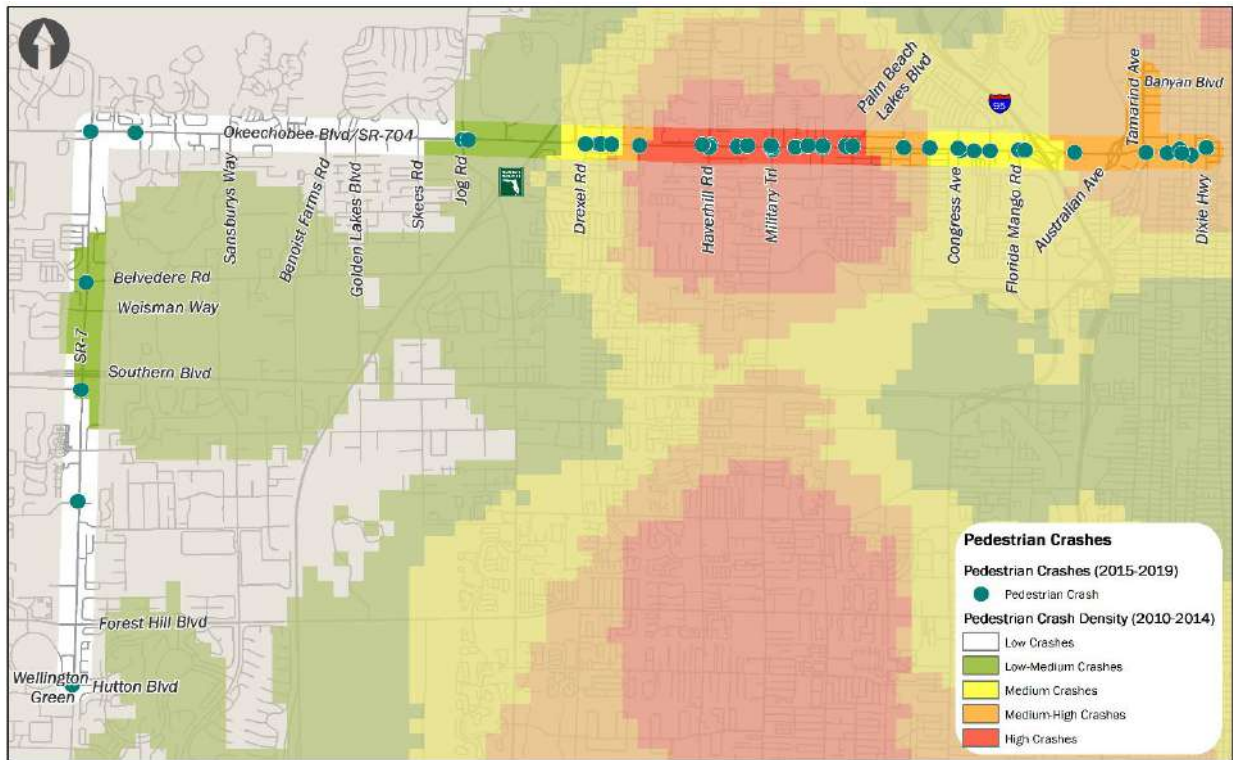 Okeechobee Blvd/SR-704
Palm Beach
Lakes Blvd
95
Tamarind Ave
Banyan Blvd
Sansburys Way
Benoist Farms Rd
Golden Lakes Blvd
Skees Rd
Jog Rd
Drexel Rd
Haverhill Rd
Military Trl
Congress Ave
Florida Mango Rd
Australian Ave
Dixie Hwy
Belvedere Rd
Weisman Way
SR-7
Southern Blvd
Forest Hill Blvd
Wellington
Green
Hutton Blvd
Pedestrian Crashes
Pedestrian Crashes (2015-2019)
Pedestrian Crash
Pedestrian Crash Density (2010-2014)
Low Crashes
Low-Medium Crashes
Medium Crashes
Medium-High Crashes
High Crashes